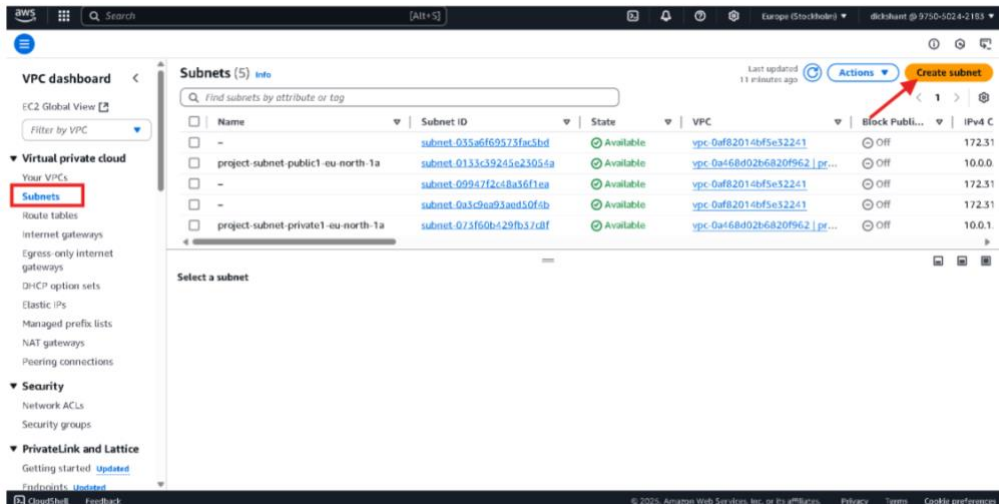 aws Search [Alt+S] Europe (Stockholm) dickshant @ 9750-5024-2183
VPC dashboard
EC2 Global View
Filter by VPC
Virtual private cloud
Your VPCs
Subnets
Route tables
Internet gateways
Egress-only internet
gateways
DHCP option sets
Elastic IPs
Managed prefix lists
NAT gateways
Peering connections
Security
Network ACLs
Security groups
PrivateLink and Lattice
Getting started Updated
Endpoints Updated
Subnets (5) Info
Last updated
11 minutes ago
Actions
Create subnet
Find subnets by attribute or tag
1
Name Subnet ID State VPC Block Publi... IPv4 C
- subnet-035a6f69573fac5bd Available vpc-0af82014bf5e32241 Off 172.31
project-subnet-public1-eu-north-1a subnet-0133c39245e23054a Available vpc-0a468d02b6820f962 | pr... Off 10.0.0.
- subnet-09947f2c48a36f1ea Available vpc-0af82014bf5e32241 Off 172.31
- subnet-0a3c9ea93aed50f4b Available vpc-0af82014bf5e32241 Off 172.31
project-subnet-private1-eu-north-1a subnet-073f60b429fb37c8f Available vpc-0a468d02b6820f962 | pr... Off 10.0.1.
Select a subnet
CloudShell Feedback © 2025, Amazon Web Services, Inc. or its affiliates. Privacy Terms Cookie preferences